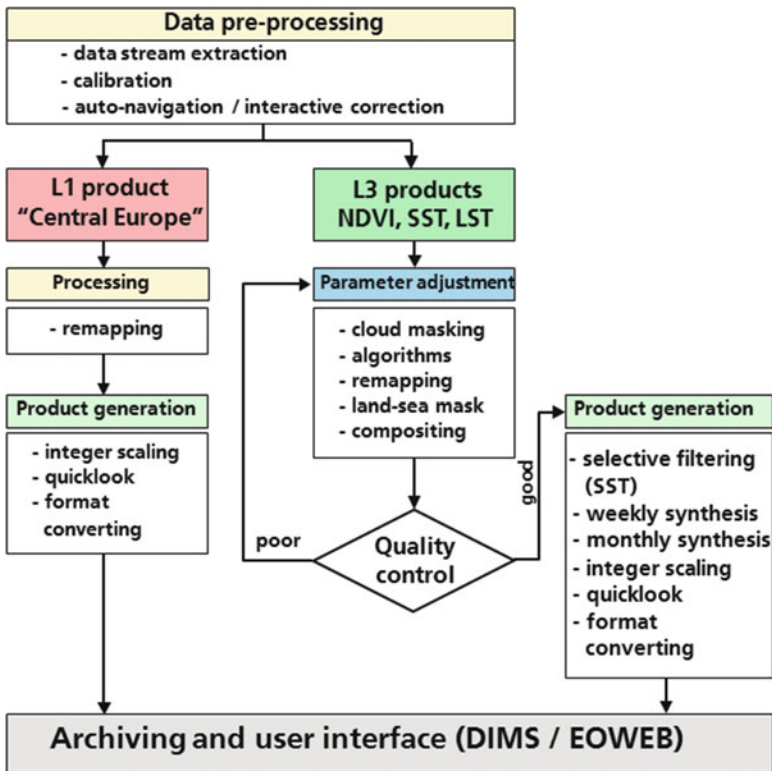 Data pre-processing
- data stream extraction
- calibration
- auto-navigation / interactive correction
L1 product
“Central Europe”
Processing
- remapping
Product generation
- integer scaling
- quicklook
- format
converting
L3 products
NDVI, SST, LST
Parameter adjustment
- cloud masking
- algorithms
- remapping
- land-sea mask
- compositing
Quality
control
poor
good
Product generation
- selective filtering
(SST)
- weekly synthesis
- monthly synthesis
- integer scaling
- quicklook
- format
converting
Archiving and user interface (DIMS / EOWEB)